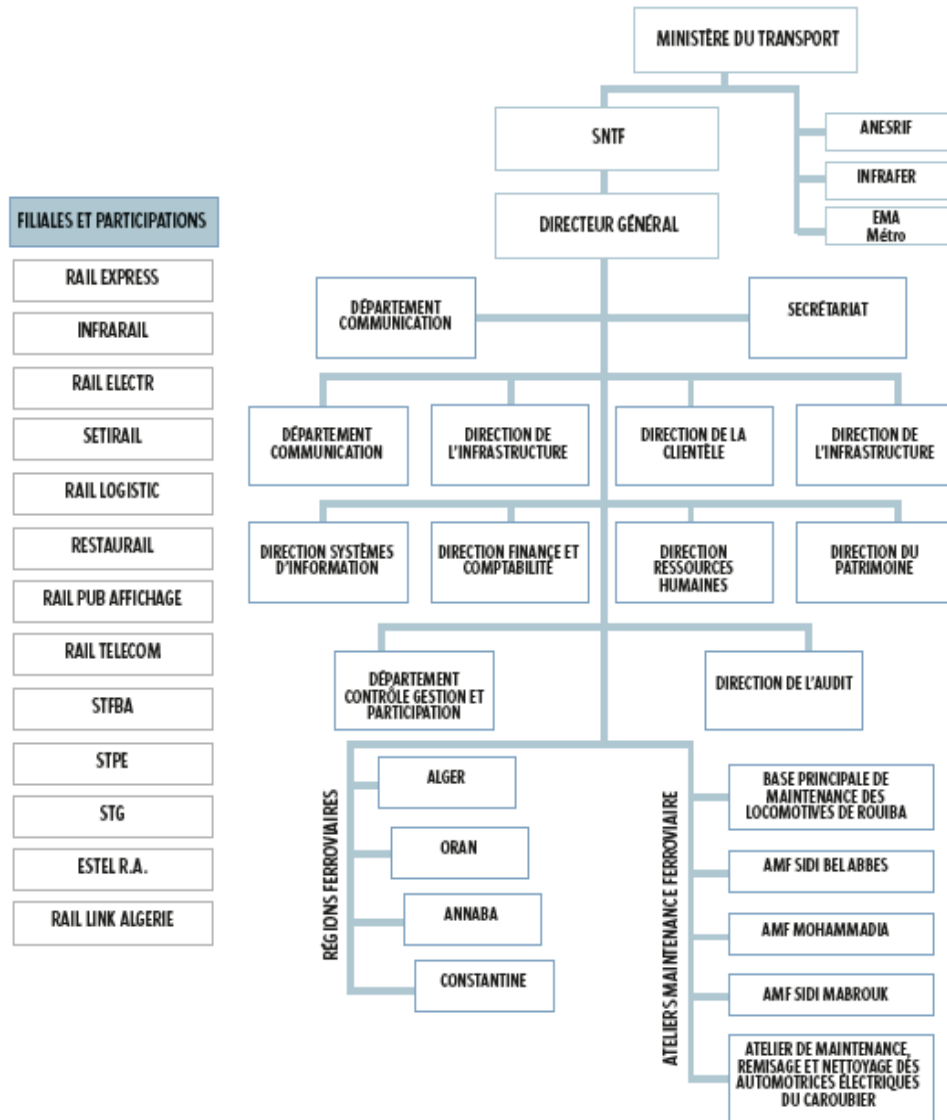 MINISTÈRE DU TRANSPORT
SNTF
ANESRIF
INFRAFER
EMA
Métro
DIRECTEUR GÉNÉRAL
FILIALES ET PARTICIPATIONS
RAIL EXPRESS
INFRARAIL
RAIL ELECTR
SETIRAIL
RAIL LOGISTIC
RESTAURAIL
RAIL PUB AFFICHAGE
RAIL TELECOM
STFBA
STPE
STG
ESTEL R.A.
RAIL LINK ALGERIE
DÉPARTEMENT
COMMUNICATION
SECRÉTARIAT
DÉPARTEMENT
COMMUNICATION
DIRECTION DE
L'INFRASTRUCTURE
DIRECTION DE LA
CLIENTÈLE
DIRECTION DE
L'INFRASTRUCTURE
DIRECTION SYSTÈMES
D'INFORMATION
DIRECTION FINANCE ET
COMPTABILITÉ
DIRECTION
RESSOURCES
HUMAINES
DIRECTION DU
PATRIMOINE
DÉPARTEMENT
CONTRÔLE GESTION ET
PARTICIPATION
DIRECTION DE L'AUDIT
RÉGIONS FERROVIAIRES
ALGER
ORAN
ANNABA
CONSTANTINE
ATELIERS MAINTENANCE FERROVIAIRE
BASE PRINCIPALE DE
MAINTENANCE DES
LOCOMOTIVES DE ROUIBA
AMF SIDI BEL ABBES
AMF MOHAMMADIA
AMF SIDI MABROUK
ATELIER DE MAINTENANCE,
REMISAGE ET NETTOYAGE DES
AUTOMOTRICES ÉLECTRIQUES
DU CAROUBIER